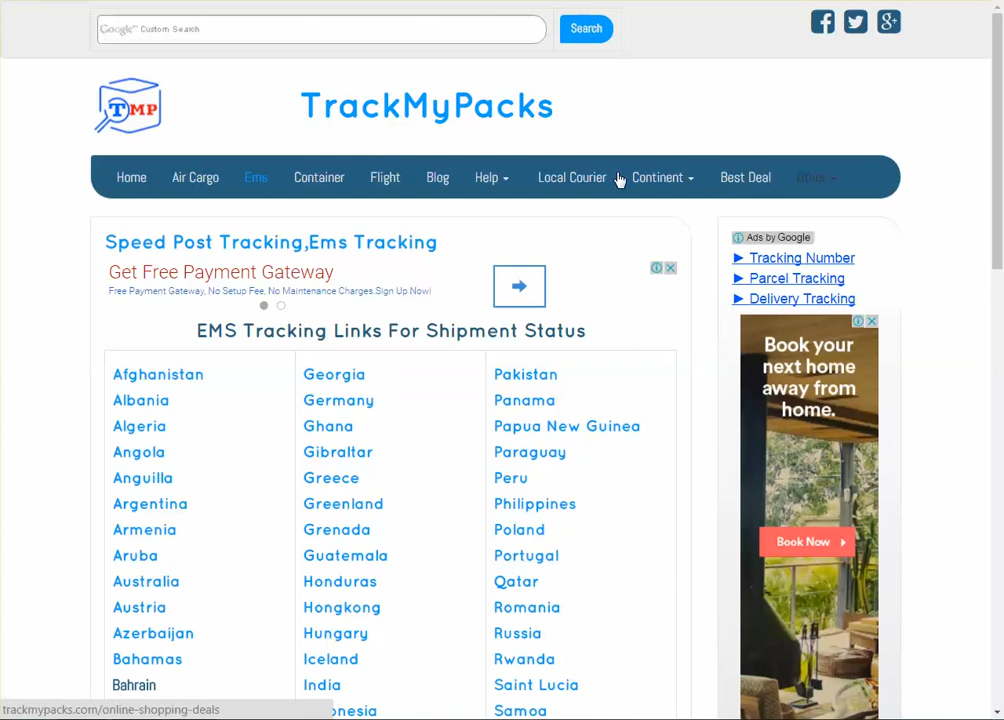 Google™ Custom Search
Search
TMP
TrackMyPacks
Home Air Cargo Ems Container Flight Blog Help Local Courier Continent Best Deal Other
Speed Post Tracking,Ems Tracking
Get Free Payment Gateway
Free Payment Gateway, No Setup Fee, No Maintenance Charges.Sign Up Now!
EMS Tracking Links For Shipment Status
Afghanistan
Albania
Algeria
Angola
Anguilla
Argentina
Armenia
Aruba
Australia
Austria
Azerbaijan
Bahamas
Bahrain
Georgia
Germany
Ghana
Gibraltar
Greece
Greenland
Grenada
Guatemala
Honduras
Hongkong
Hungary
Iceland
India
onesia
Pakistan
Panama
Papua New Guinea
Paraguay
Peru
Philippines
Poland
Portugal
Qatar
Romania
Russia
Rwanda
Saint Lucia
Samoa
Ads by Google
► Tracking Number
► Parcel Tracking
► Delivery Tracking
Book your
next home
away from
home.
Book Now
trackmypacks.com/online-shopping-deals